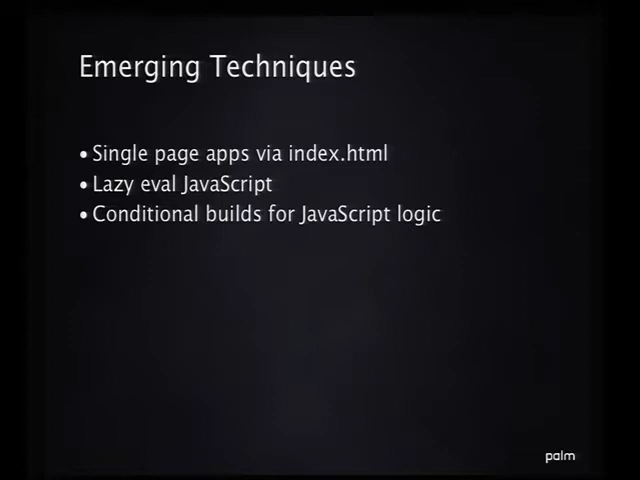 Emerging Techniques
• Single page apps via index.html
• Lazy eval JavaScript
• Conditional builds for JavaScript logic
palm